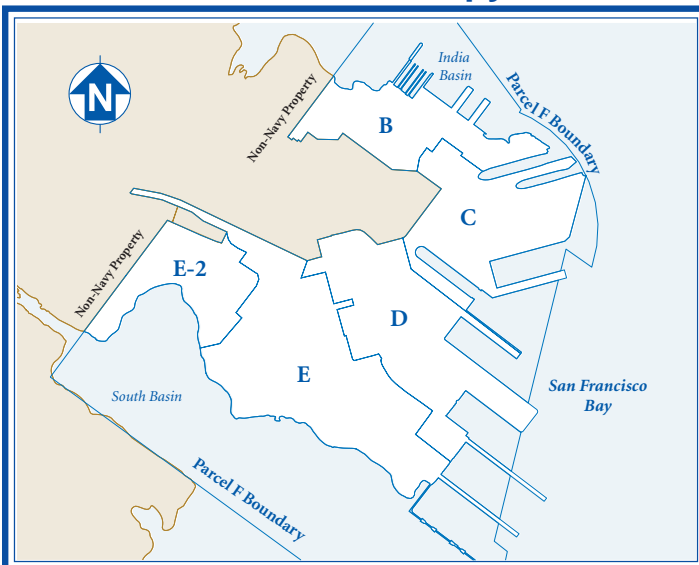 N
India
Basin
Parcel F Boundary
Non-Navy Property
B
C
Non-Navy Property
E-2
D
E
San Francisco
Bay
South Basin
Parcel F Boundary